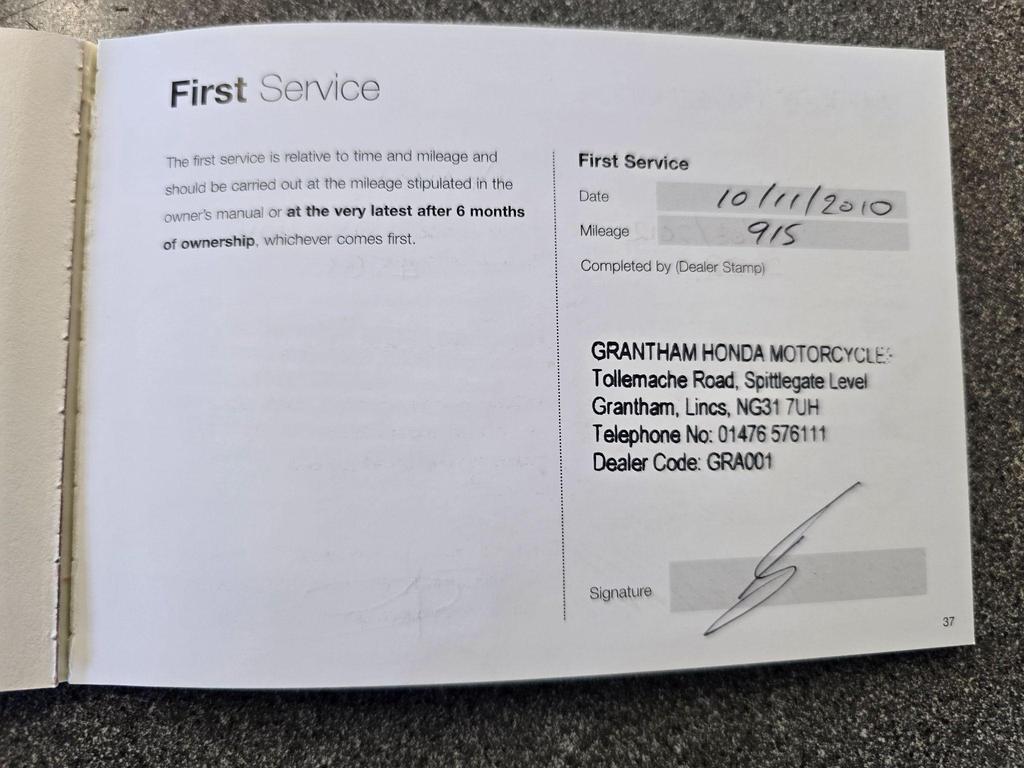 First Service
The first service is relative to time and mileage and
should be carried out at the mileage stipulated in the
owner's manual or at the very latest after 6 months
of ownership, whichever comes first.
First Service
Date 10/11/2010
Mileage 915
Completed by (Dealer Stamp)
GRANTHAM HONDA MOTORCYCLES
Tollemache Road, Spittlegate Level
Grantham, Lincs, NG31 7UH
Telephone No: 01476 576111
Dealer Code: GRA001
Signature
37